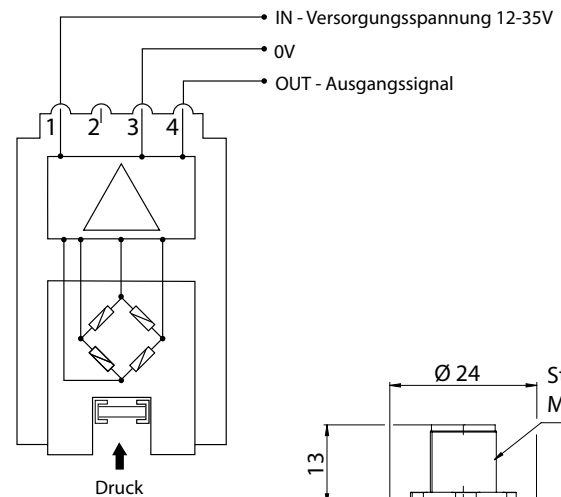 IN - Versorgungsspannung 12-35V
0V
OUT - Ausgangssignal
1 2 3 4
Druck
Ø 24
13